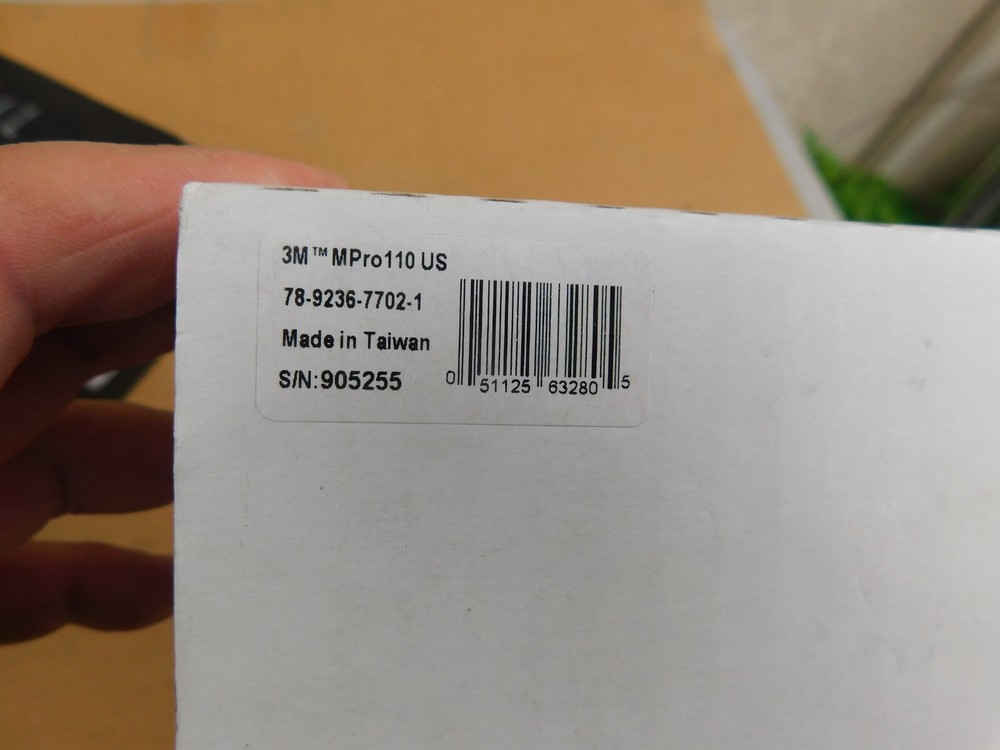 3M™ MPro110 US
78-9236-7702-1
Made in Taiwan
S/N:905255
0 51125 63280 5